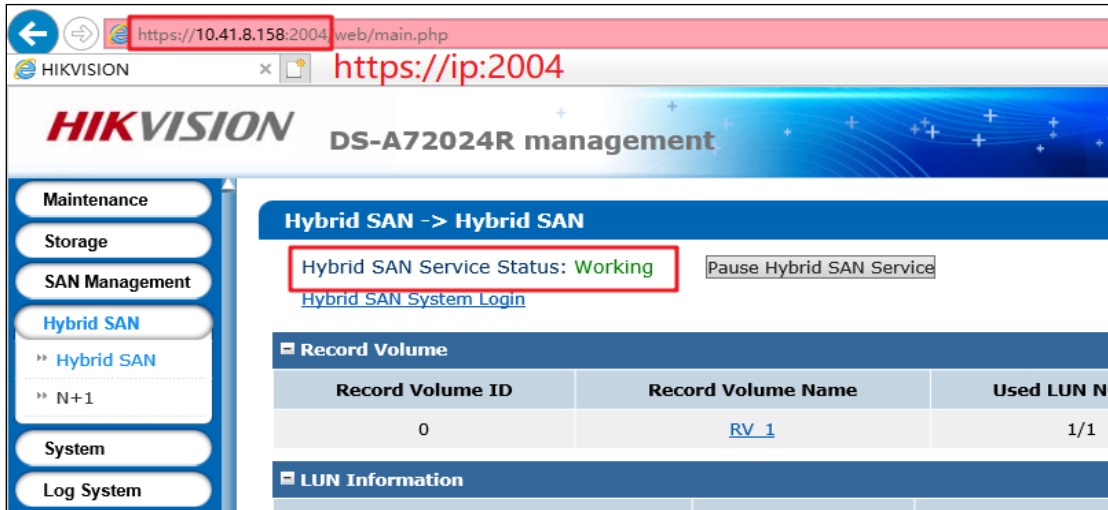 https://10.41.8.158:2004/web/main.php
HIKVISION
https://ip:2004
HIKVISION
DS-A72024R management
Maintenance
Storage
SAN Management
Hybrid SAN
Hybrid SAN
N+1
System
Log System
Hybrid SAN -> Hybrid SAN
Hybrid SAN Service Status: Working
Pause Hybrid SAN Service
Hybrid SAN System Login
Record Volume
Record Volume ID Record Volume Name Used LUN N
0 RV_1 1/1
LUN Information